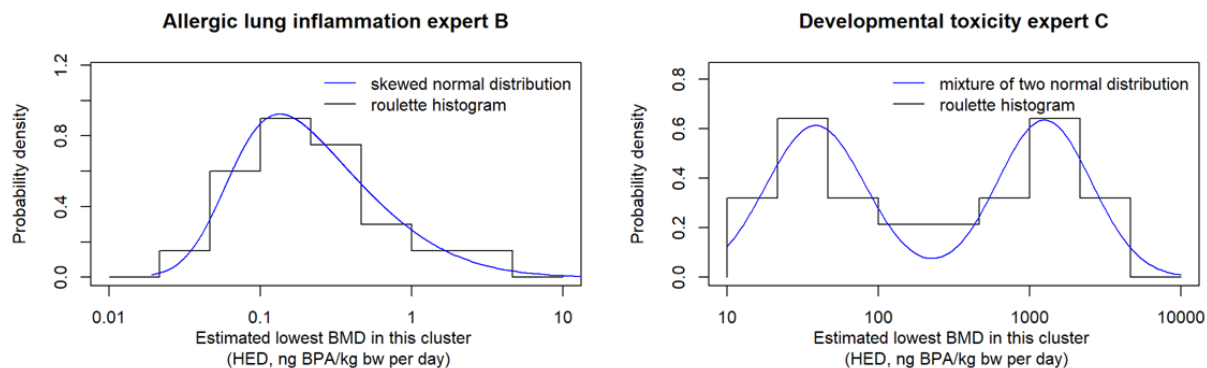 Allergic lung inflammation expert B
Probability density
0.0
0.4
0.8
1.2
skewed normal distribution
roulette histogram
0.01
0.1
1
10
Estimated lowest BMD in this cluster
(HED, ng BPA/kg bw per day)
Developmental toxicity expert C
Probability density
0.0
0.2
0.4
0.6
0.8
mixture of two normal distribution
roulette histogram
10
100
1000
10000
Estimated lowest BMD in this cluster
(HED, ng BPA/kg bw per day)